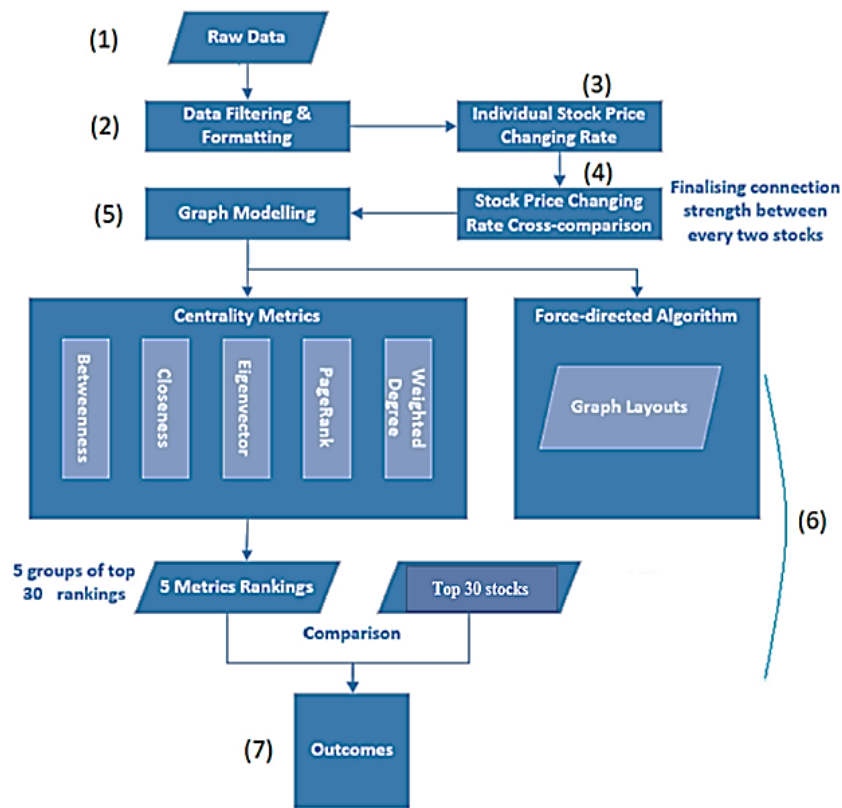 (1)
Raw Data
(2)
Data Filtering &
Formatting
(3)
Individual Stock Price
Changing Rate
(4)
Stock Price Changing
Rate Cross-comparison
Finalising connection
strength between
every two stocks
(5)
Graph Modelling
Centrality Metrics
Betweenness
Closeness
Eigenvector
PageRank
Weighted
Degree
Force-directed Algorithm
Graph Layouts
(6)
5 groups of top
30 rankings
5 Metrics Rankings
Top 30 stocks
Comparison
(7)
Outcomes